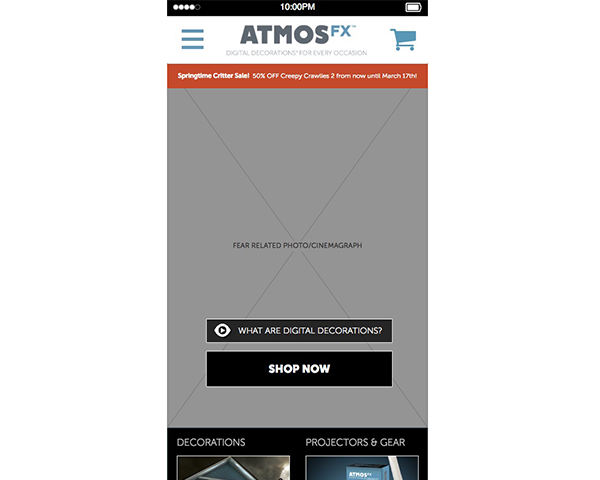 10:00PM
ATMOSFX™
DIGITAL DECORATIONS® FOR EVERY OCCASION
Springtime Critter Sale! 50% OFF Creepy Crawlies 2 from now until March 17th!
FEAR RELATED PHOTO/CINEMAGRAPH
WHAT ARE DIGITAL DECORATIONS?
SHOP NOW
DECORATIONS
PROJECTORS & GEAR